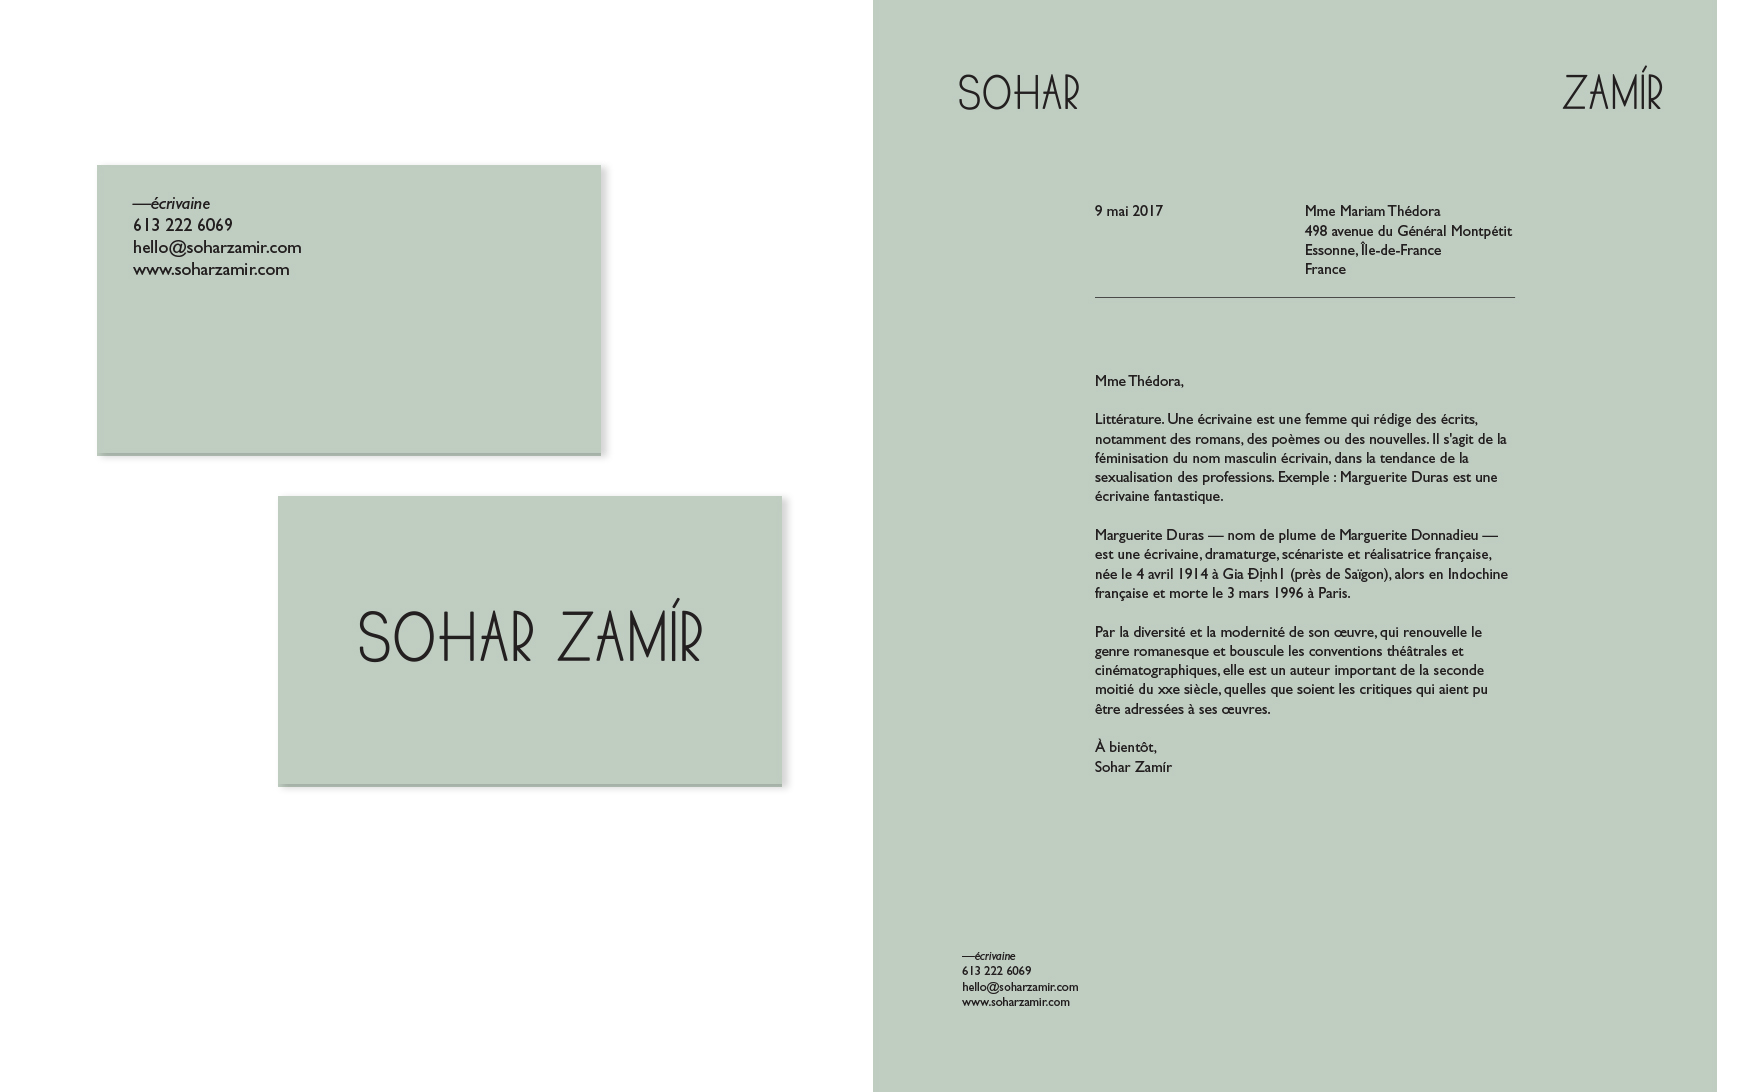 —écrivaine
613 222 6069
hello@soharzamir.com
www.soharzamir.com
SOHAR ZAMÍR
SOHAR
ZAMÍR
9 mai 2017
Mme Mariam Thédora
498 avenue du Général Montpétit
Essonne, Île-de-France
France
Mme Thédora,
Littérature. Une écrivaine est une femme qui rédige des écrits,
notamment des romans, des poèmes ou des nouvelles. Il s'agit de la
féminisation du nom masculin écrivain, dans la tendance de la
sexualisation des professions. Exemple : Marguerite Duras est une
écrivaine fantastique.
Marguerite Duras — nom de plume de Marguerite Donnadieu —
est une écrivaine, dramaturge, scénariste et réalisatrice française,
née le 4 avril 1914 à Gia Định1 (près de Saïgon), alors en Indochine
française et morte le 3 mars 1996 à Paris.
Par la diversité et la modernité de son œuvre, qui renouvelle le
genre romanesque et bouscule les conventions théâtrales et
cinématographiques, elle est un auteur important de la seconde
moitié du xxe siècle, quelles que soient les critiques qui aient pu
être adressées à ses œuvres.
À bientôt,
Sohar Zamír
—écrivaine
613 222 6069
hello@soharzamir.com
www.soharzamir.com